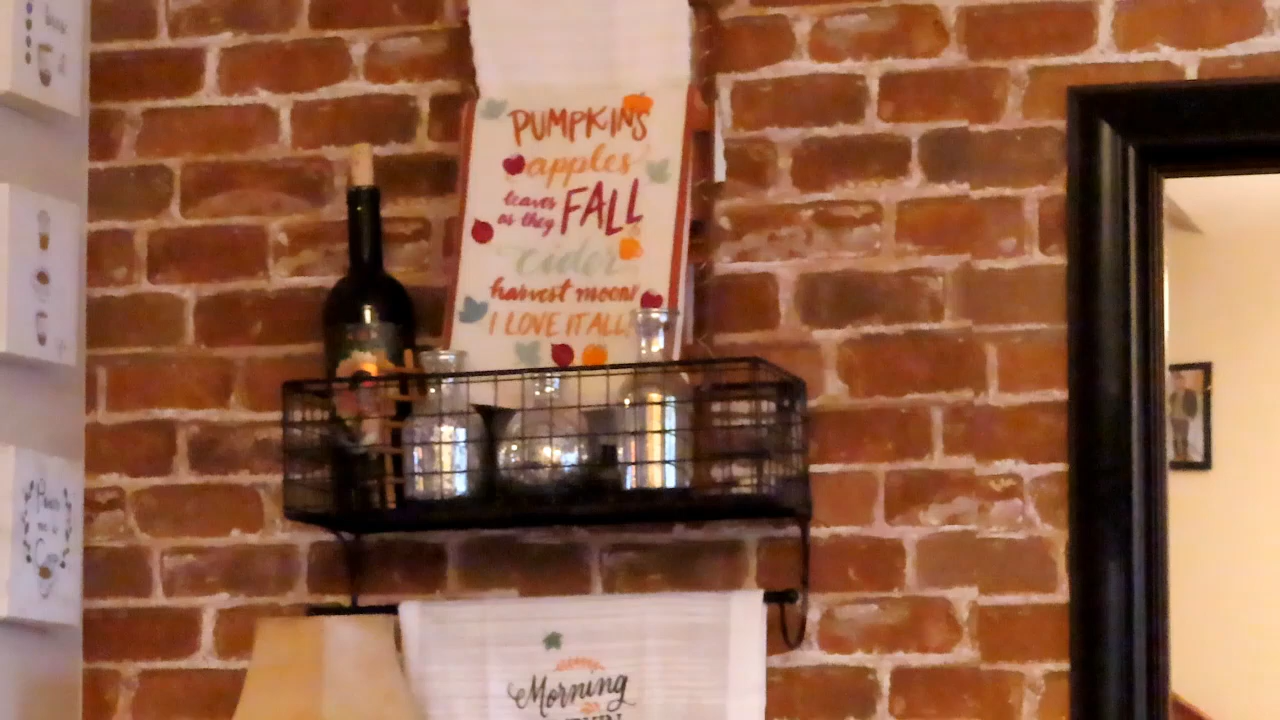 PUMPKINS
apples
leaves
as they FALL
cider
harvest moon
I LOVE IT ALL!
Morning